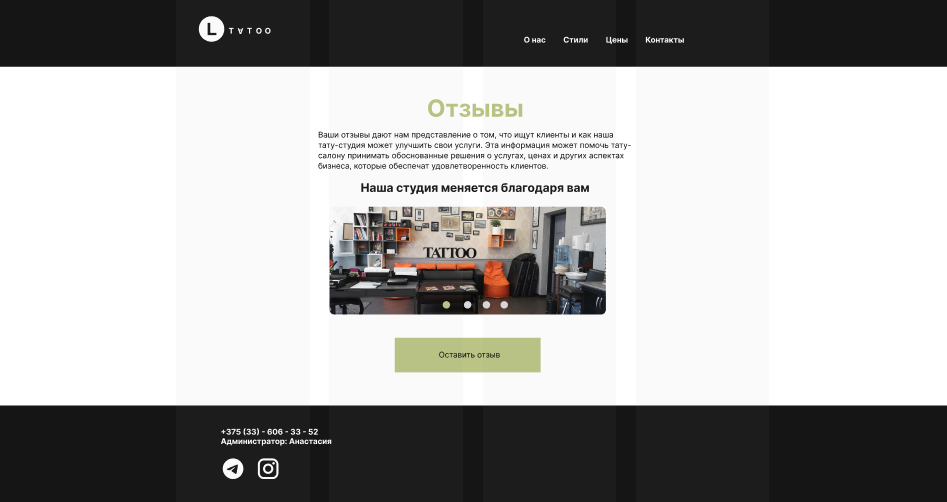 L TATOO
О нас Стили Цены Контакты
Отзывы
Ваши отзывы дают нам представление о том, что ищут клиенты и как наша
тату-студия может улучшить свои услуги. Эта информация может помочь тату-
салону принимать обоснованные решения о услугах, ценах и других аспектах
бизнеса, которые обеспечат удовлетворенность клиентов.
Наша студия меняется благодаря вам
TATTOO
Оставить отзыв
+375 (33) - 606 - 33 - 52
Администратор: Анастасия